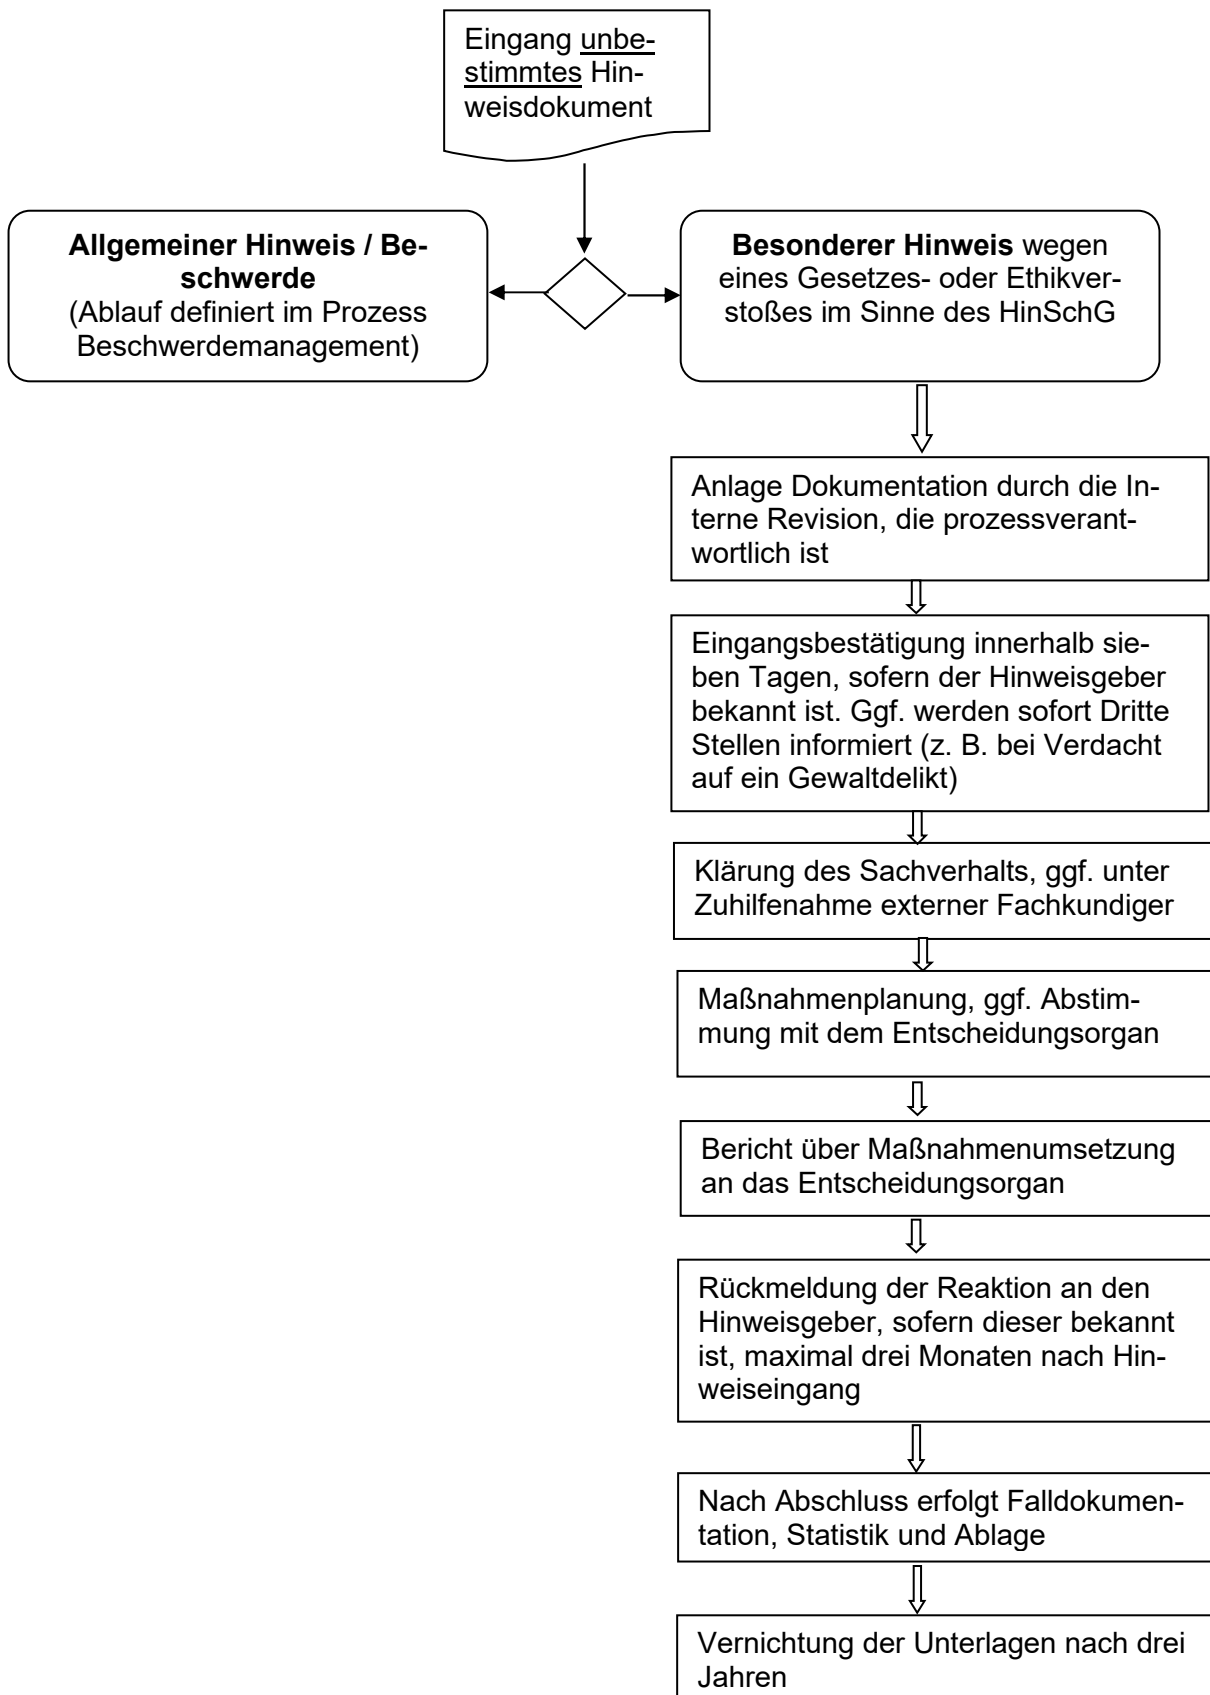 Eingang unbe-
stimmtes Hin-
weisdokument
Allgemeiner Hinweis / Be-
schwerde
(Ablauf definiert im Prozess
Beschwerdemanagement)
Besonderer Hinweis wegen
eines Gesetzes- oder Ethikver-
stoßes im Sinne des HinSchG
Anlage Dokumentation durch die In-
terne Revision, die prozessverant-
wortlich ist
Eingangsbestätigung innerhalb sie-
ben Tagen, sofern der Hinweisgeber
bekannt ist. Ggf. werden sofort Dritte
Stellen informiert (z. B. bei Verdacht
auf ein Gewaltdelikt)
Klärung des Sachverhalts, ggf. unter
Zuhilfenahme externer Fachkundiger
Maßnahmenplanung, ggf. Abstim-
mung mit dem Entscheidungsorgan
Bericht über Maßnahmenumsetzung
an das Entscheidungsorgan
Rückmeldung der Reaktion an den
Hinweisgeber, sofern dieser bekannt
ist, maximal drei Monaten nach Hin-
weiseingang
Nach Abschluss erfolgt Falldokumen-
tation, Statistik und Ablage
Vernichtung der Unterlagen nach drei
Jahren